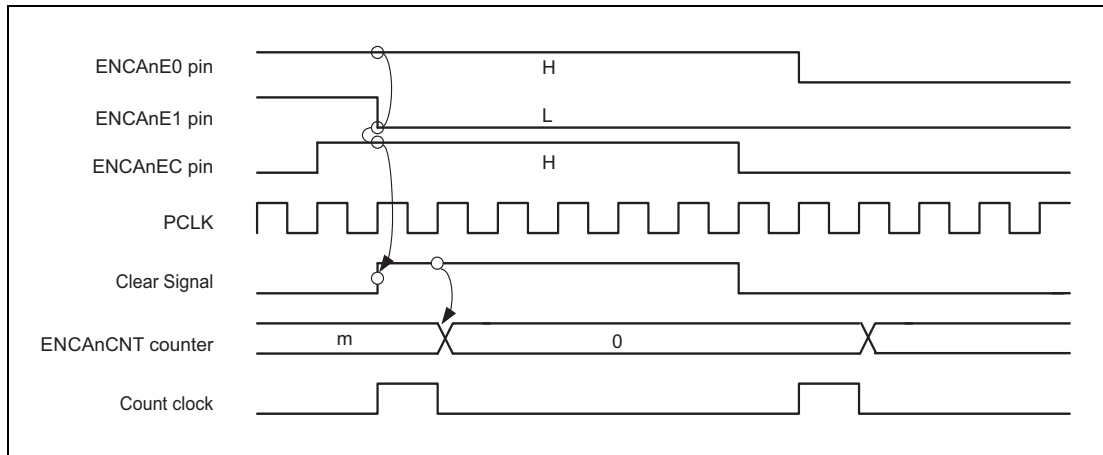 ENCAnE0 pin
H
ENCAnE1 pin
L
ENCAnEC pin
H
PCLK
Clear Signal
ENCAnCNT counter
m
0
Count clock